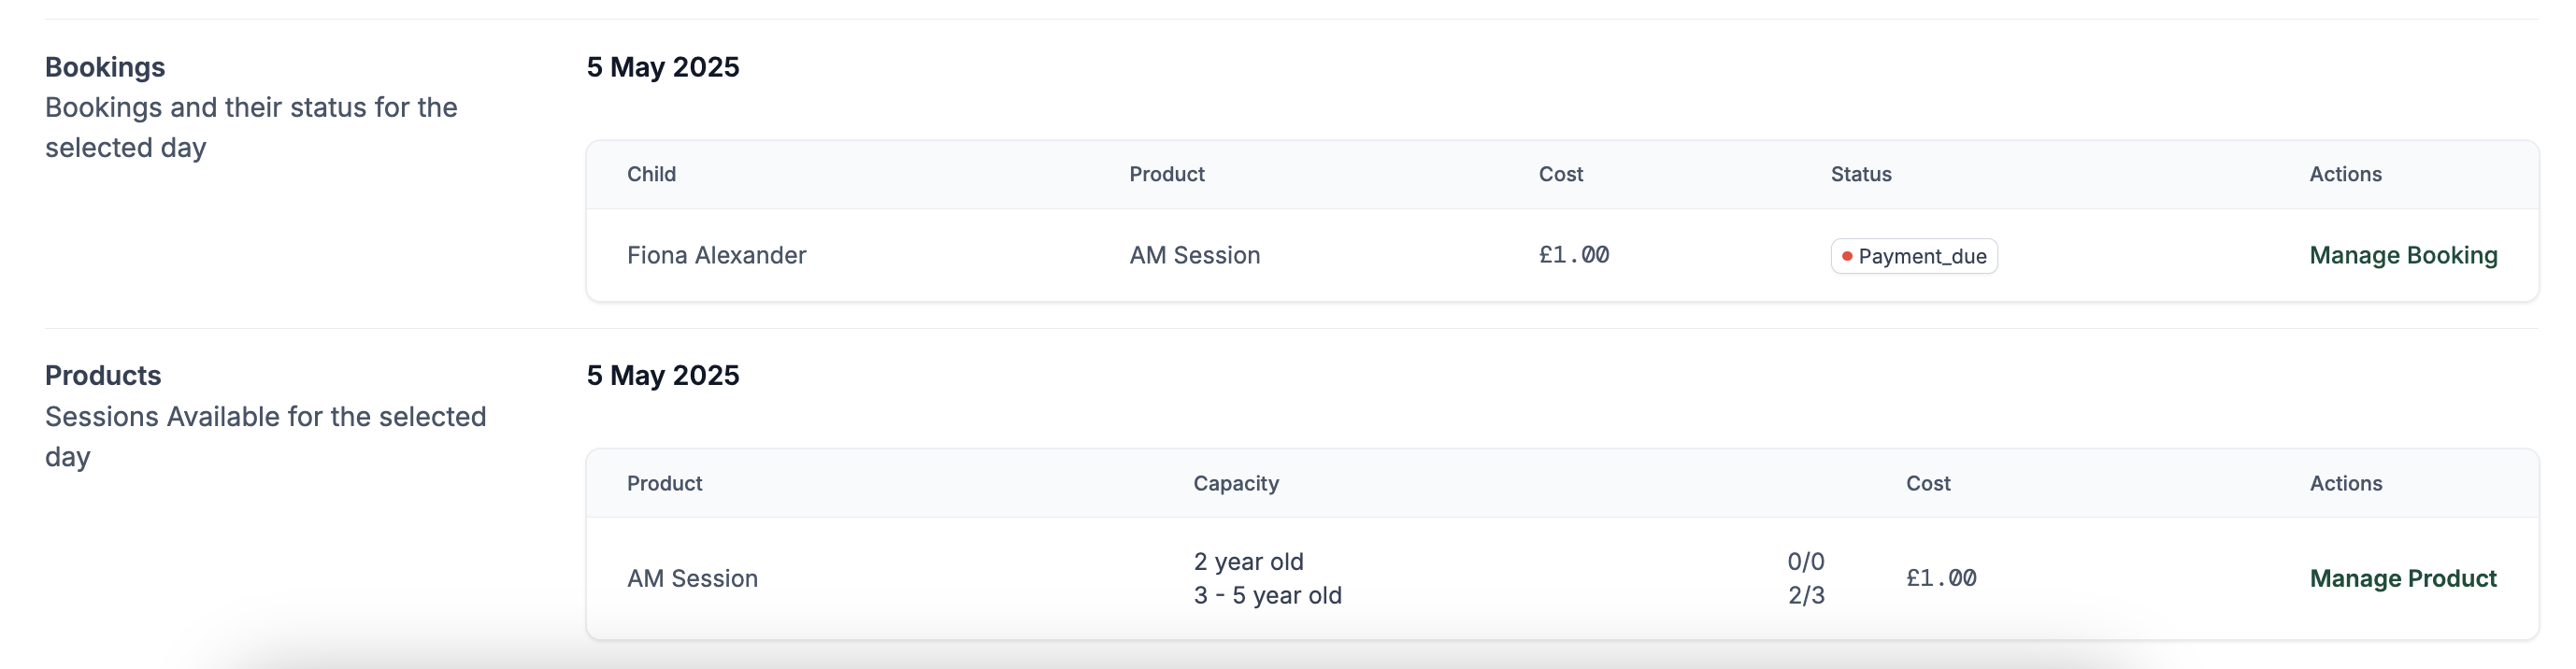 Bookings
Bookings and their status for the
selected day
5 May 2025
Child Product Cost Status Actions
Fiona Alexander AM Session £1.00 Payment_due Manage Booking
Products
Sessions Available for the selected
day
5 May 2025
Product Capacity Cost Actions
AM Session 2 year old 0/0 £1.00 Manage Product
3 - 5 year old 2/3